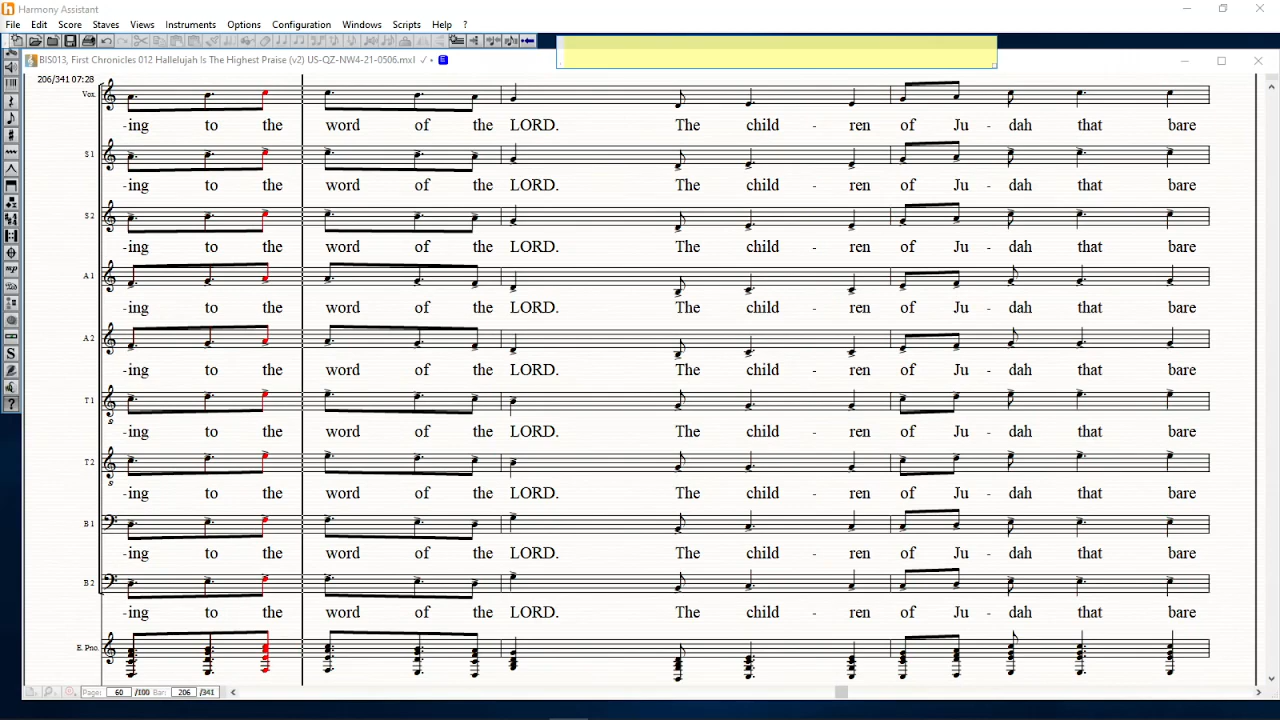 Harmony Assistant
File Edit Score Staves Views Instruments Options Configuration Windows Scripts Help ?
BIS013, First Chronicles 012 Hallelujah Is The Highest Praise (v2) US-QZ-NW4-21-0506.mxl
206/341 07:28
Vox.
-ing to the word of the LORD. The child - ren of Ju - dah that bare
S 1
-ing to the word of the LORD. The child - ren of Ju - dah that bare
S 2
-ing to the word of the LORD. The child - ren of Ju - dah that bare
A 1
-ing to the word of the LORD. The child - ren of Ju - dah that bare
A 2
-ing to the word of the LORD. The child - ren of Ju - dah that bare
T 1
-ing to the word of the LORD. The child - ren of Ju - dah that bare
T 2
-ing to the word of the LORD. The child - ren of Ju - dah that bare
B 1
-ing to the word of the LORD. The child - ren of Ju - dah that bare
B 2
-ing to the word of the LORD. The child - ren of Ju - dah that bare
E. Pno.
Page: 60 /100 Bar: 206 /341